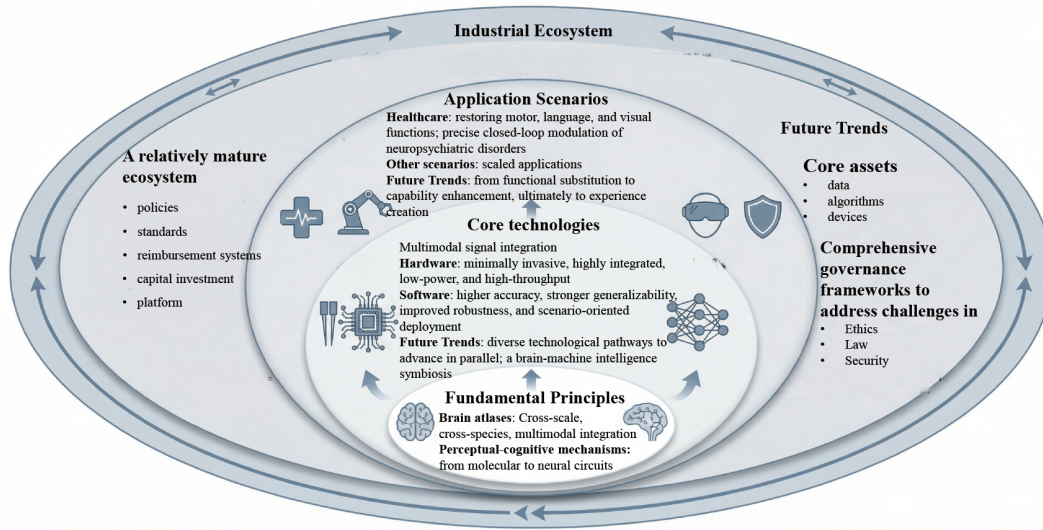 Industrial Ecosystem
Application Scenarios
Healthcare: restoring motor, language, and visual
functions; precise closed-loop modulation of
neuropsychiatric disorders
Other scenarios: scaled applications
Future Trends: from functional substitution to
capability enhancement, ultimately to experience
creation
A relatively mature
ecosystem
• policies
• standards
• reimbursement systems
• capital investment
• platform
Future Trends
Core assets
• data
• algorithms
• devices
Comprehensive
governance
frameworks to
address challenges in
• Ethics
• Law
• Security
Core technologies
Multimodal signal integration
Hardware: minimally invasive, highly integrated,
low-power, and high-throughput
Software: higher accuracy, stronger generalizability,
improved robustness, and scenario-oriented
deployment
Future Trends: diverse technological pathways to
advance in parallel; a brain-machine intelligence
symbiosis
Fundamental Principles
Brain atlases: Cross-scale,
cross-species, multimodal integration
Perceptual-cognitive mechanisms:
from molecular to neural circuits